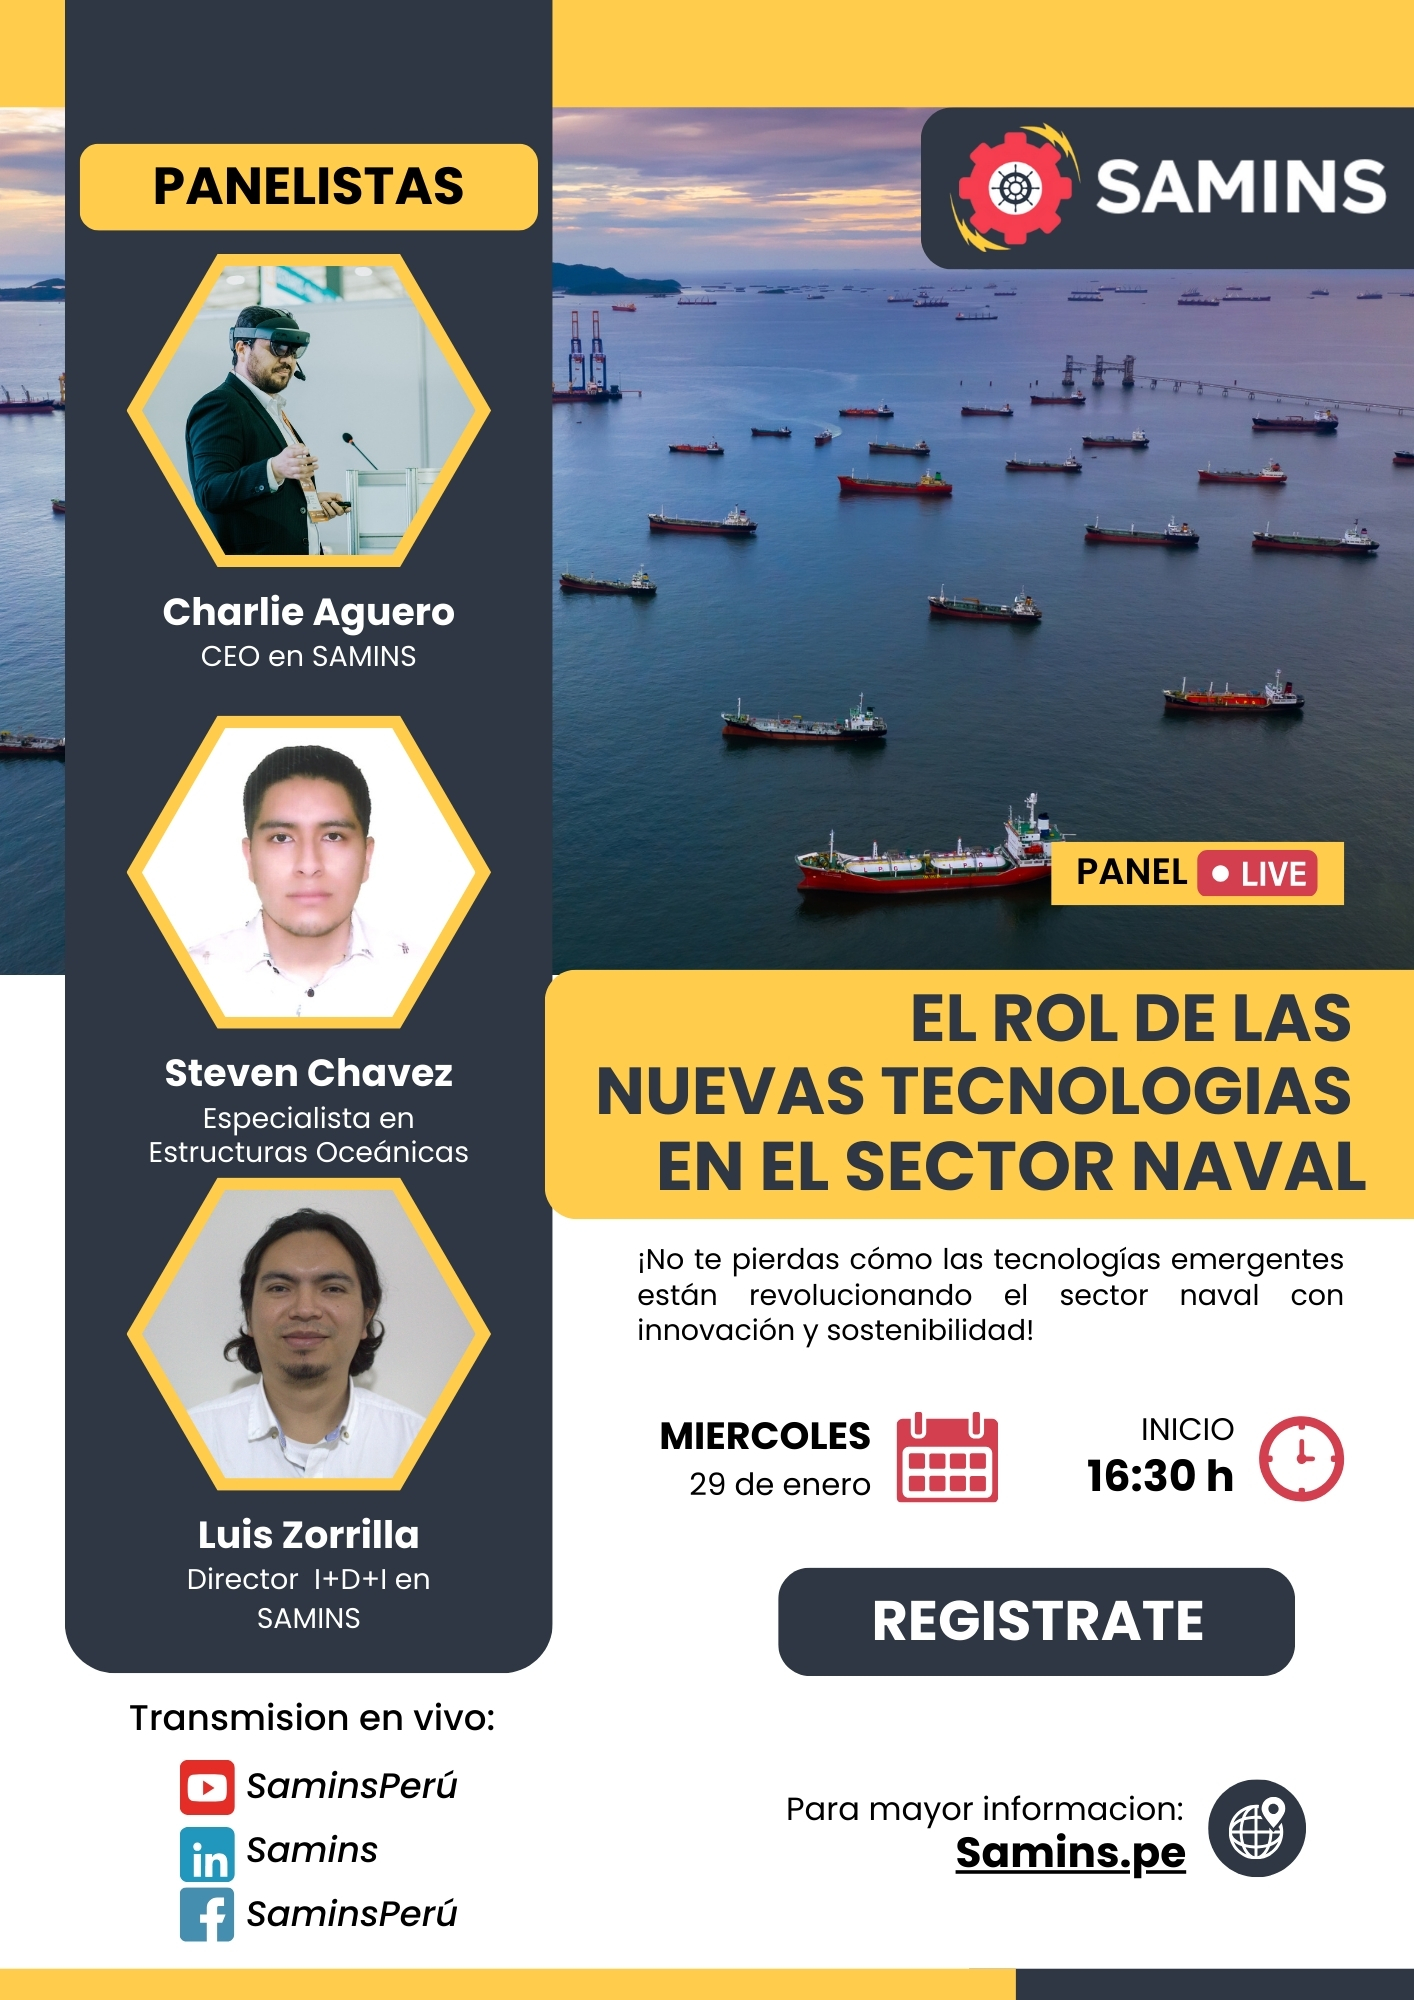 PANELISTAS
Charlie Aguero
CEO en SAMINS
Steven Chavez
Especialista en
Estructuras Oceánicas
Luis Zorrilla
Director I+D+I en
SAMINS
Transmision en vivo:
SaminsPerú
in Samins
SaminsPerú
SAMINS
PANEL LIVE
EL ROL DE LAS
NUEVAS TECNOLOGIAS
EN EL SECTOR NAVAL
¡No te pierdas cómo las tecnologías emergentes
están revolucionando el sector naval con
innovación y sostenibilidad!
MIERCOLES
29 de enero
INICIO
16:30 h
REGISTRATE
Para mayor informacion:
Samins.pe